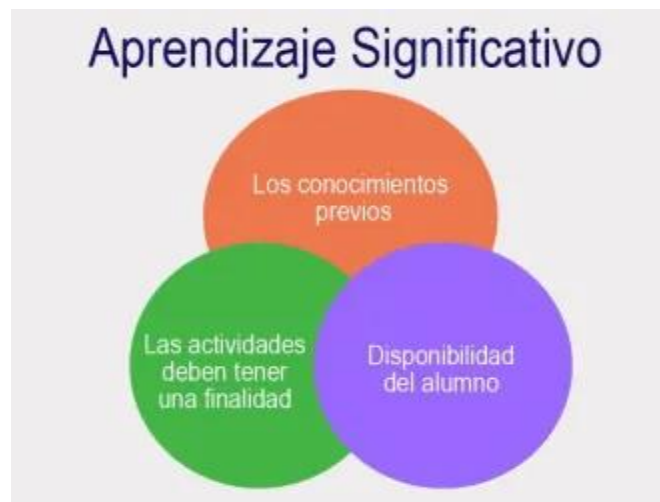 Aprendizaje Significativo
Los conocimientos
previos
Las actividades
deben tener
una finalidad
Disponibilidad
del alumno